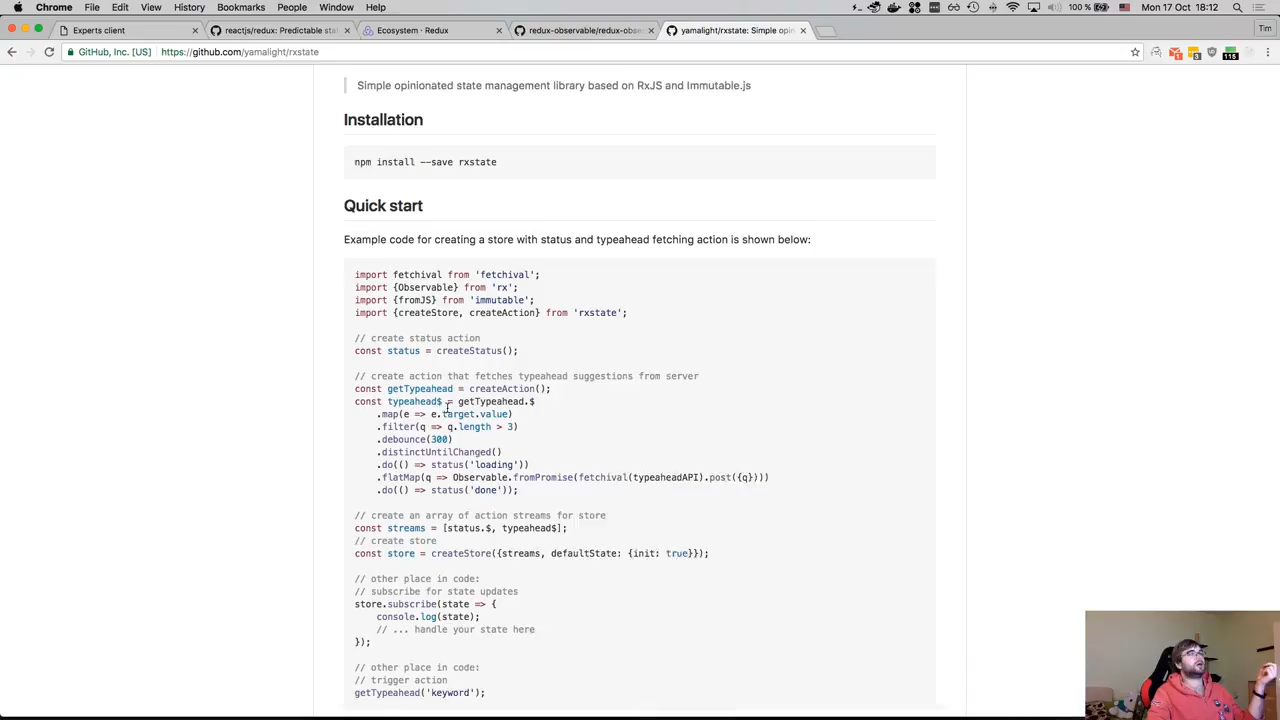 Chrome File Edit View History Bookmarks People Window Help 100 % Mon 17 Oct 18:12
Experts client reactjs/redux: Predictable sta Ecosystem · Redux redux-observable/redux-obse yamalight/rxstate: Simple opin Tim
GitHub, Inc. [US] https://github.com/yamalight/rxstate
Simple opinionated state management library based on RxJS and Immutable.js
Installation
npm install --save rxstate
Quick start
Example code for creating a store with status and typeahead fetching action is shown below:
import fetchival from 'fetchival';
import {Observable} from 'rx';
import {fromJS} from 'immutable';
import {createStore, createAction} from 'rxstate';
// create status action
const status = createStatus();
// create action that fetches typeahead suggestions from server
const getTypeahead = createAction();
const typeahead$ = getTypeahead.$
.map(e => e.target.value)
.filter(q => q.length > 3)
.debounce(300)
.distinctUntilChanged()
.do(() => status('loading'))
.flatMap(q => Observable.fromPromise(fetchival(typeaheadAPI).post({q})))
.do(() => status('done'));
// create an array of action streams for store
const streams = [status.$, typeahead$];
// create store
const store = createStore({streams, defaultState: {init: true}});
// other place in code:
// subscribe for state updates
store.subscribe(state => {
console.log(state);
// ... handle your state here
});
// other place in code:
// trigger action
getTypeahead('keyword');